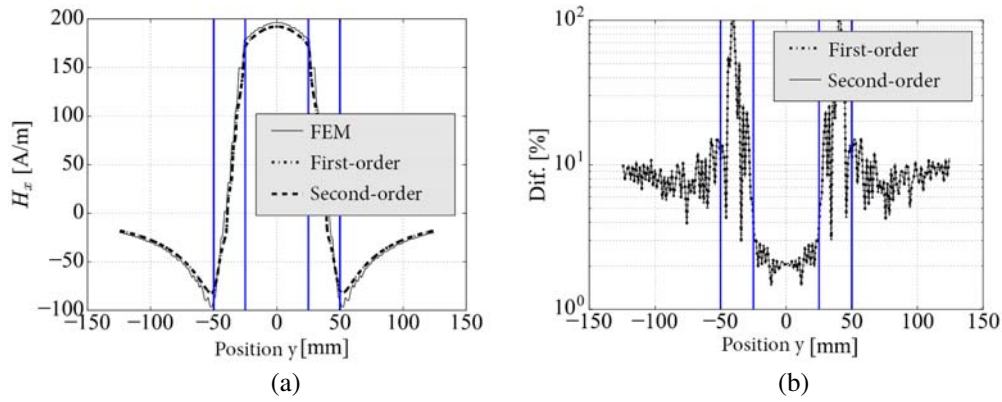 200
150
100
50
0
−50
−100
−150
−100
−50
0
50
100
150
H_x [A/m]
Position y [mm]
FEM
First-order
Second-order
(a)
10^2
10^1
10^0
−150
−100
−50
0
50
100
150
Dif. [%]
Position y [mm]
First-order
Second-order
(b)